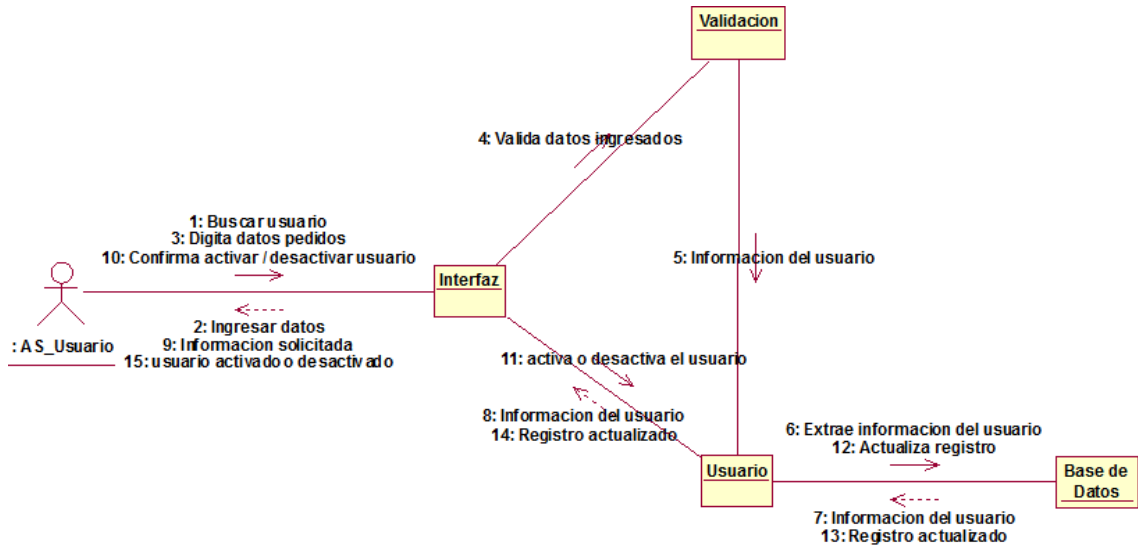 Validacion
4: Valida datos ingresados
1: Buscar usuario
3: Digita datos pedidos
10: Confirma activar / desactivar usuario
5: Informacion del usuario
Interfaz
: AS_Usuario
2: Ingresar datos
9: Informacion solicitada
15: usuario activado o desactivado
11: activa o desactiva el usuario
8: Informacion del usuario
14: Registro actualizado
6: Extrae informacion del usuario
12: Actualiza registro
Usuario
Base de
Datos
7: Informacion del usuario
13: Registro actualizado